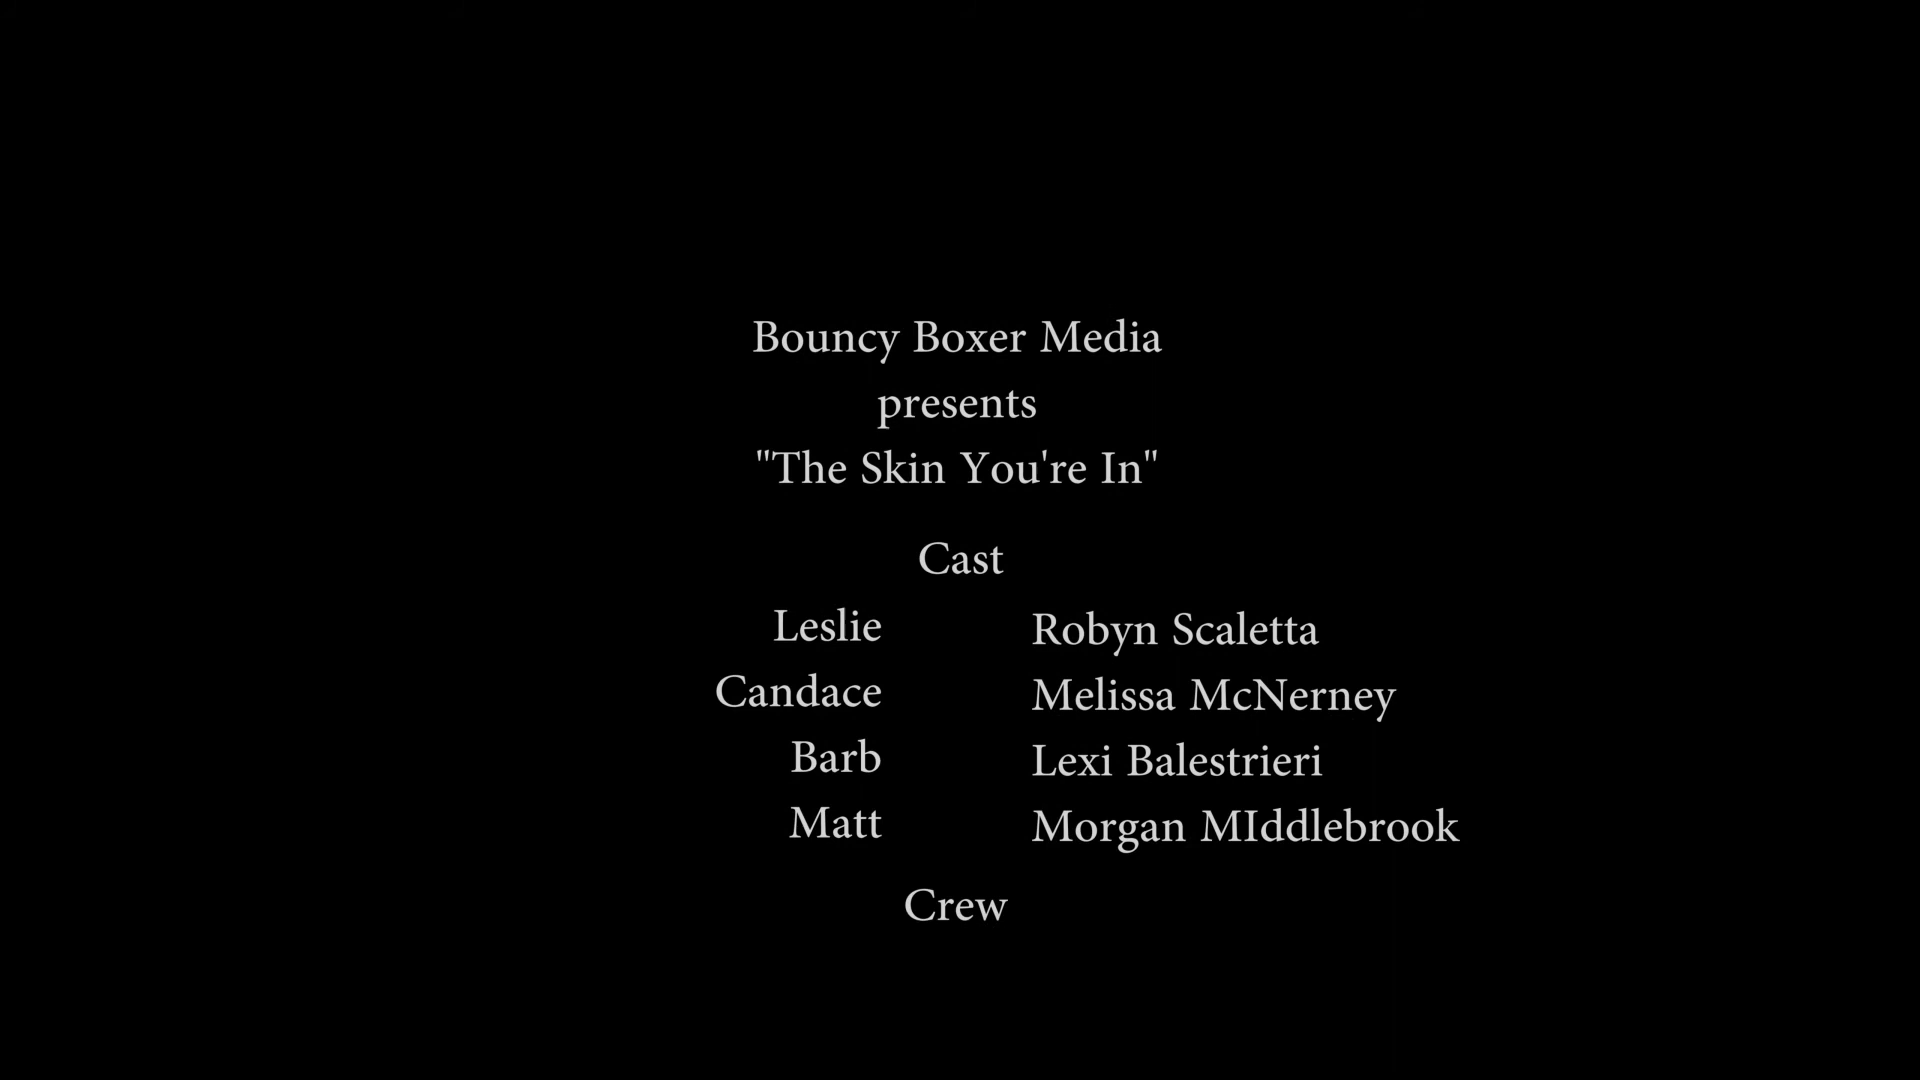 Bouncy Boxer Media
presents
"The Skin You're In"
Cast
Leslie Robyn Scaletta
Candace Melissa McNerney
Barb Lexi Balestrieri
Matt Morgan MIddlebrook
Crew